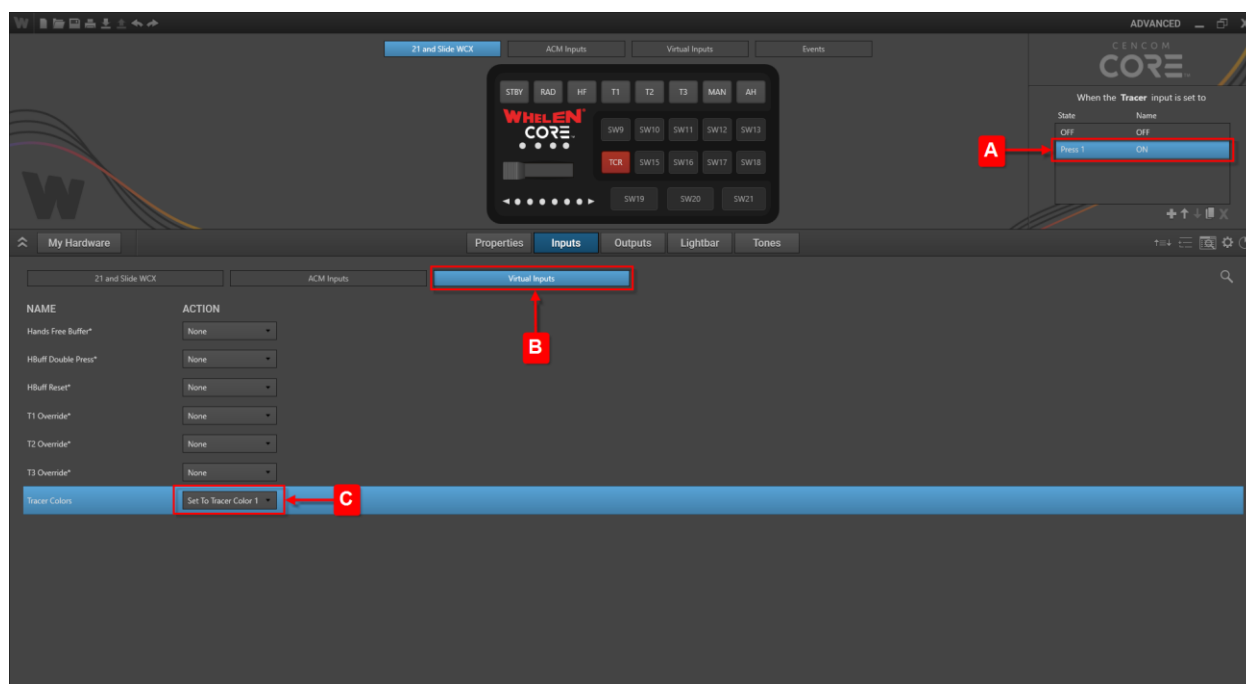 W
ADVANCED
21 and Slide WCX ACM Inputs Virtual Inputs Events
CENCOM
CORE
STBY RAD HF T1 T2 T3 MAN AH
WHELEN
CORE
SW9 SW10 SW11 SW12 SW13
TCR SW15 SW16 SW17 SW18
SW19 SW20 SW21
When the Tracer input is set to
State Name
OFF OFF
A
Press 1 ON
W
My Hardware
Properties Inputs Outputs Lightbar Tones
21 and Slide WCX ACM Inputs Virtual Inputs
NAME ACTION
Hands Free Buffer* None
B
HBuff Double Press* None
HBuff Reset* None
T1 Override* None
T2 Override* None
T3 Override* None
Tracer Colors Set To Tracer Color 1
C